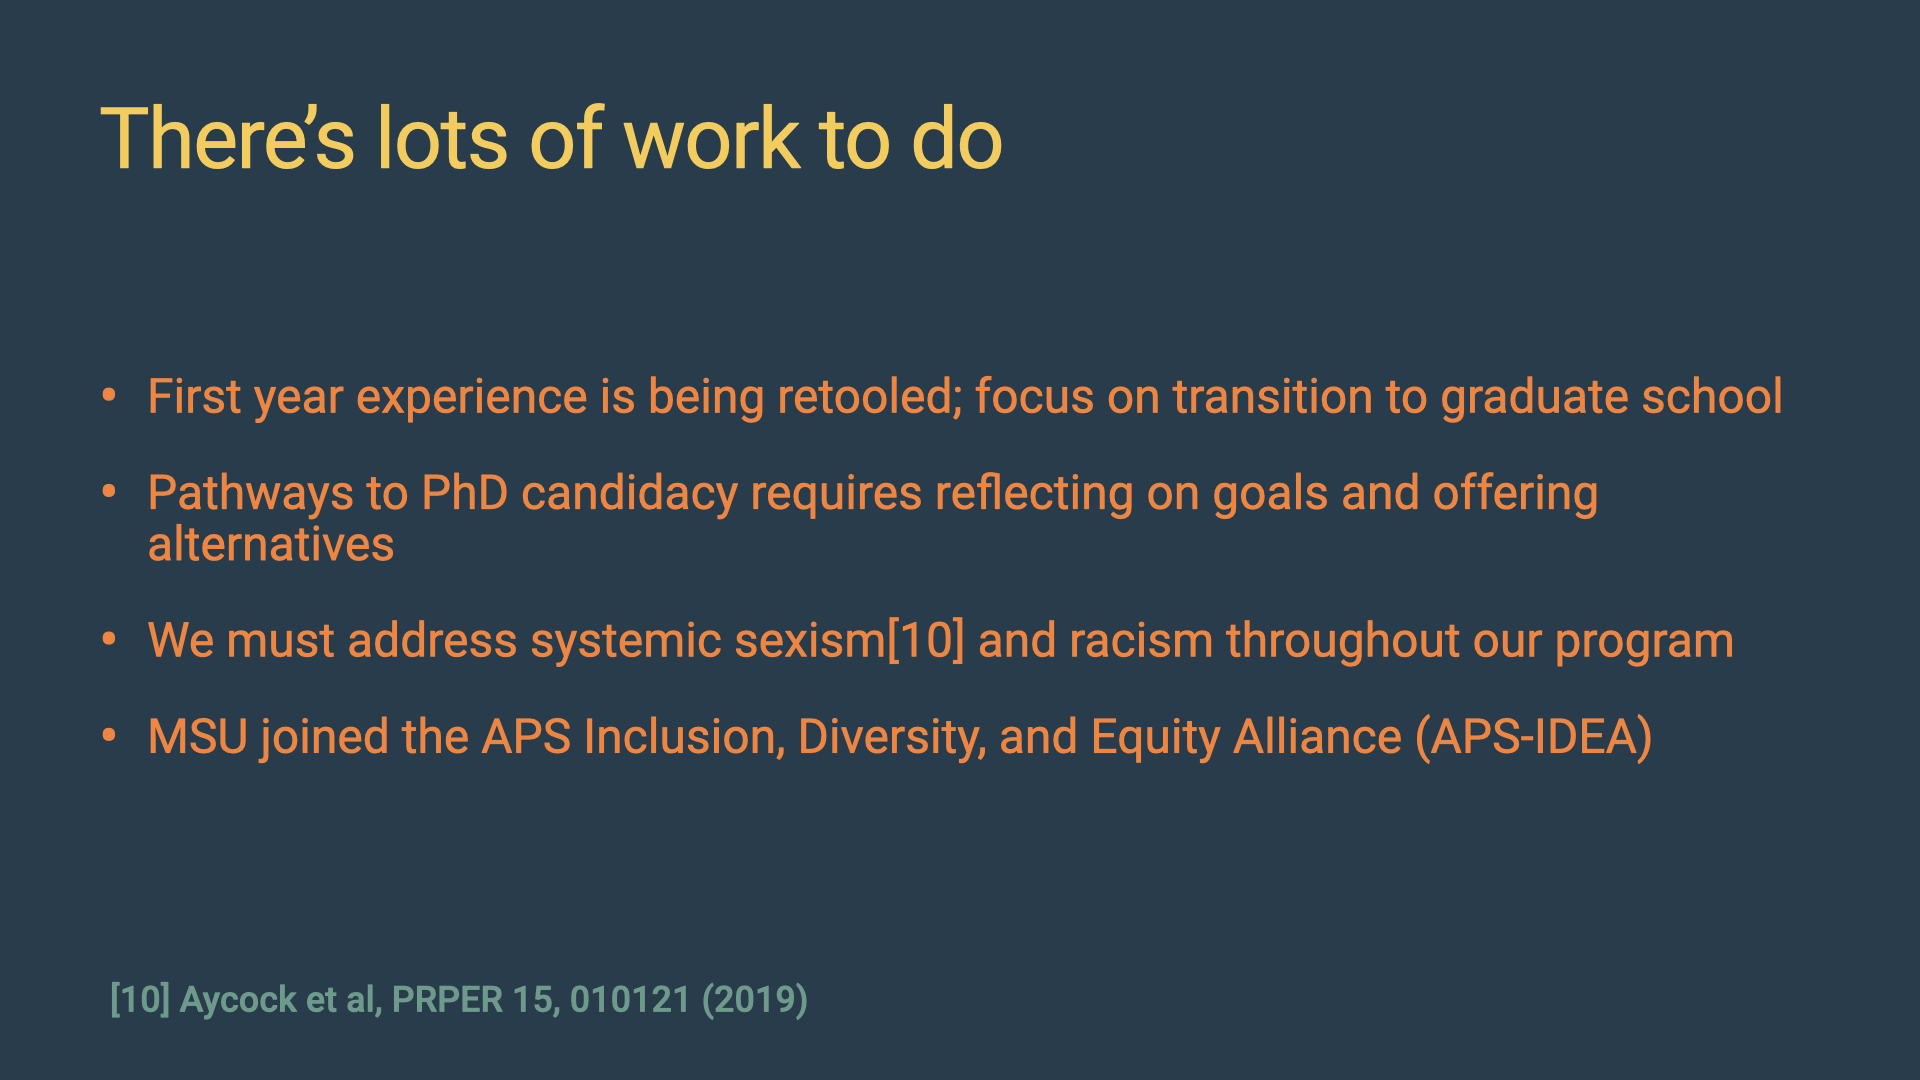 There’s lots of work to do
• First year experience is being retooled; focus on transition to graduate school
• Pathways to PhD candidacy requires reflecting on goals and offering
alternatives
• We must address systemic sexism[10] and racism throughout our program
• MSU joined the APS Inclusion, Diversity, and Equity Alliance (APS-IDEA)
[10] Aycock et al, PRPER 15, 010121 (2019)